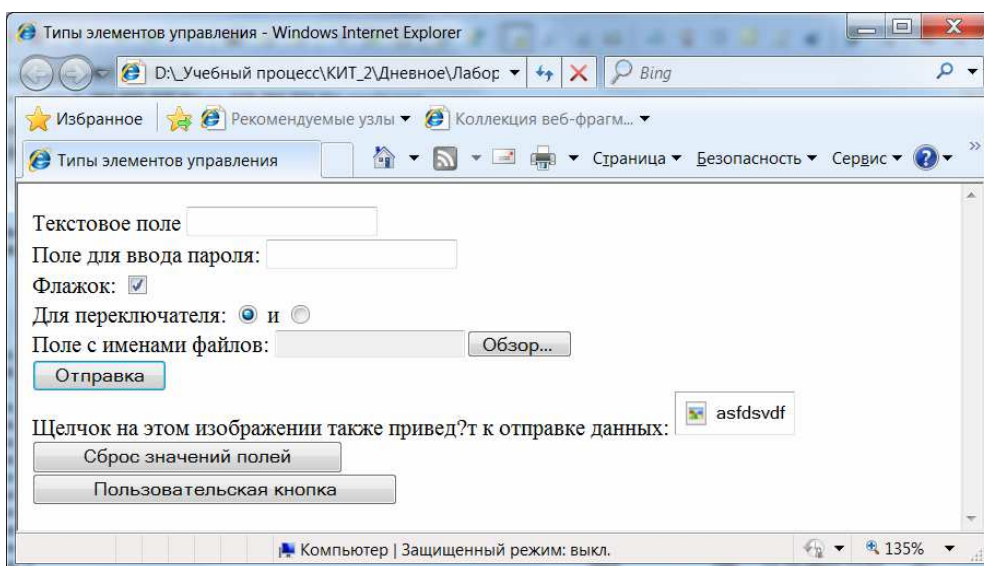 Типы элементов управления - Windows Internet Explorer
D:\_Учебный процесс\КИТ_2\Дневное\Лабор
Bing
Избранное Рекомендуемые узлы Коллекция веб-фрагм...
Типы элементов управления Страница Безопасность Сервис »
Текстовое поле
Поле для ввода пароля:
Флажок:
Для переключателя: и
Поле с именами файлов: Обзор...
Отправка
Щелчок на этом изображении также привед?т к отправке данных: asfdsvdf
Сброс значений полей
Пользовательская кнопка
Компьютер | Защищенный режим: выкл. 135%